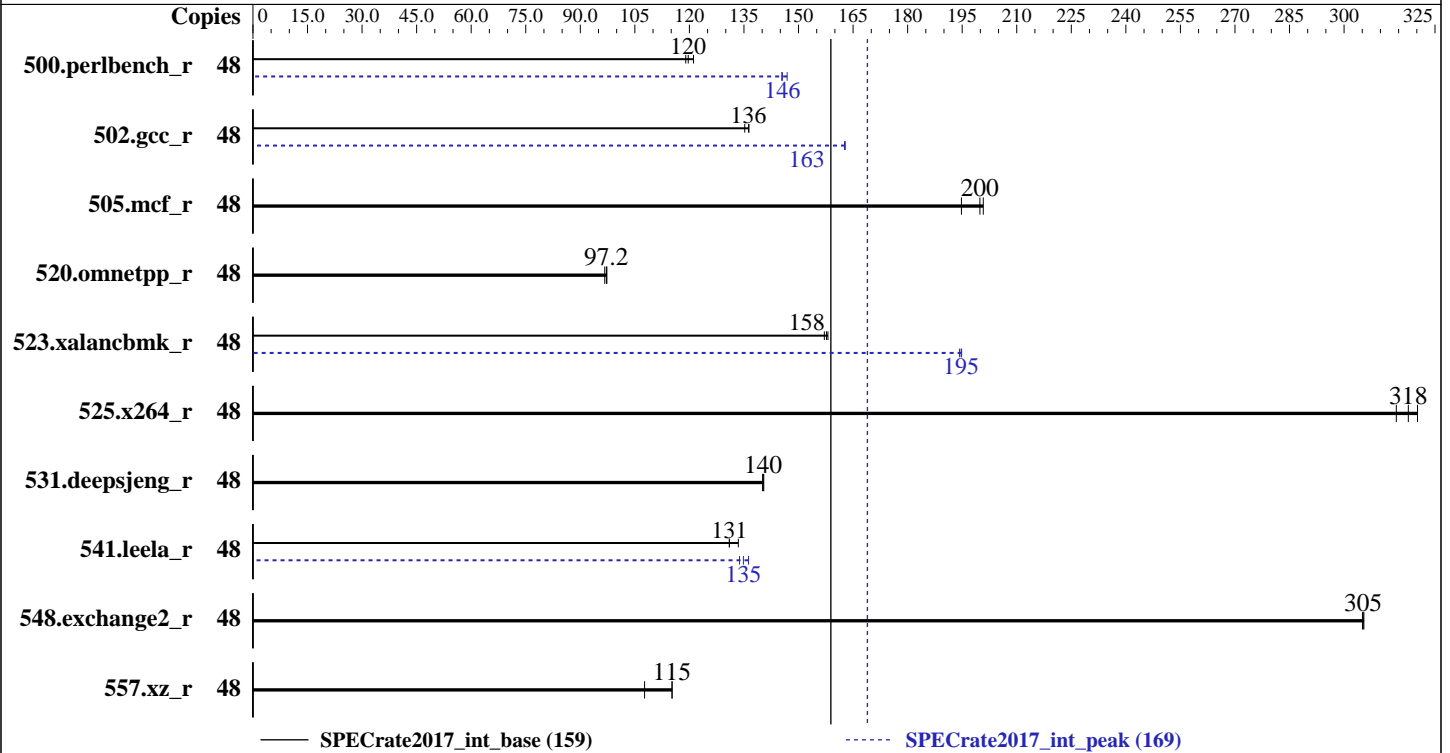 Copies 0 15.0 30.0 45.0 60.0 75.0 90.0 105 120 135 150 165 180 195 210 225 240 255 270 285 300 325
120
500.perlbench_r 48
146
136
502.gcc_r 48
163
200
505.mcf_r 48
97.2
520.omnetpp_r 48
158
523.xalancbmk_r 48
195
318
525.x264_r 48
140
531.deepsjeng_r 48
131
541.leela_r 48
135
305
548.exchange2_r 48
115
557.xz_r 48
SPECrate2017_int_base (159) SPECrate2017_int_peak (169)